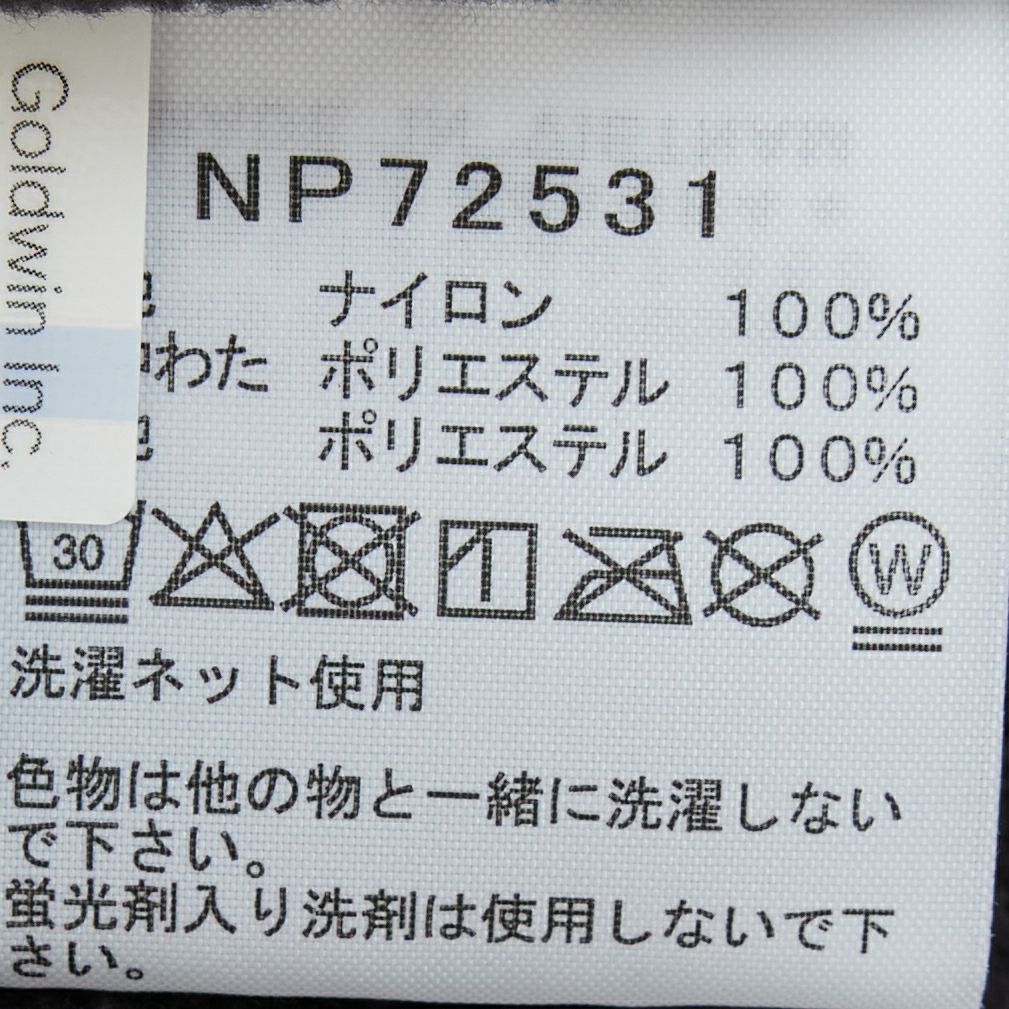 Goldwin Inc.
NP72531
ナイロン 100%
わた ポリエステル 100%
ポリエステル 100%
30 W
洗濯ネット使用
色物は他の物と一緒に洗濯しない
で下さい。
蛍光剤入り洗剤は使用しないで下
さい。